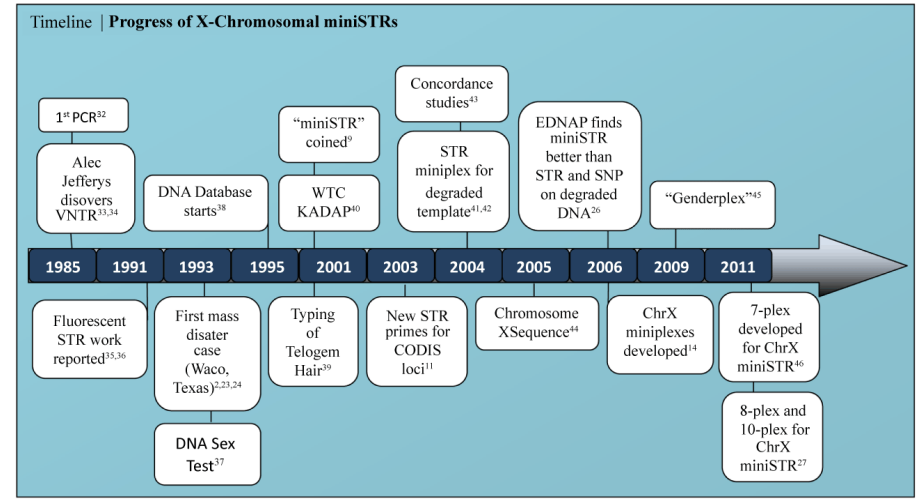 Timeline | Progress of X-Chromosomal miniSTRs
1st PCR32
Alec
Jefferys
disovers
VNTR33,34
DNA Database
starts38
“miniSTR”
coined9
WTC
KADAP40
Concordance
studies43
STR
miniplex for
degraded
template41,42
EDNAP finds
miniSTR
better than
STR and SNP
on degraded
DNA26
“Genderplex”45
1985 1991 1993 1995 2001 2003 2004 2005 2006 2009 2011
Fluorescent
STR work
reported35,36
First mass
disater
case
(Waco,
Texas)2,23,24
DNA Sex
Test37
Typing
of
Telogem
Hair39
New STR
primes for
CODIS
loci11
Chromosome
XSequence44
ChrX
miniplexes
developed14
7-plex
developed
for ChrX
miniSTR46
8-plex and
10-plex for
ChrX
miniSTR27